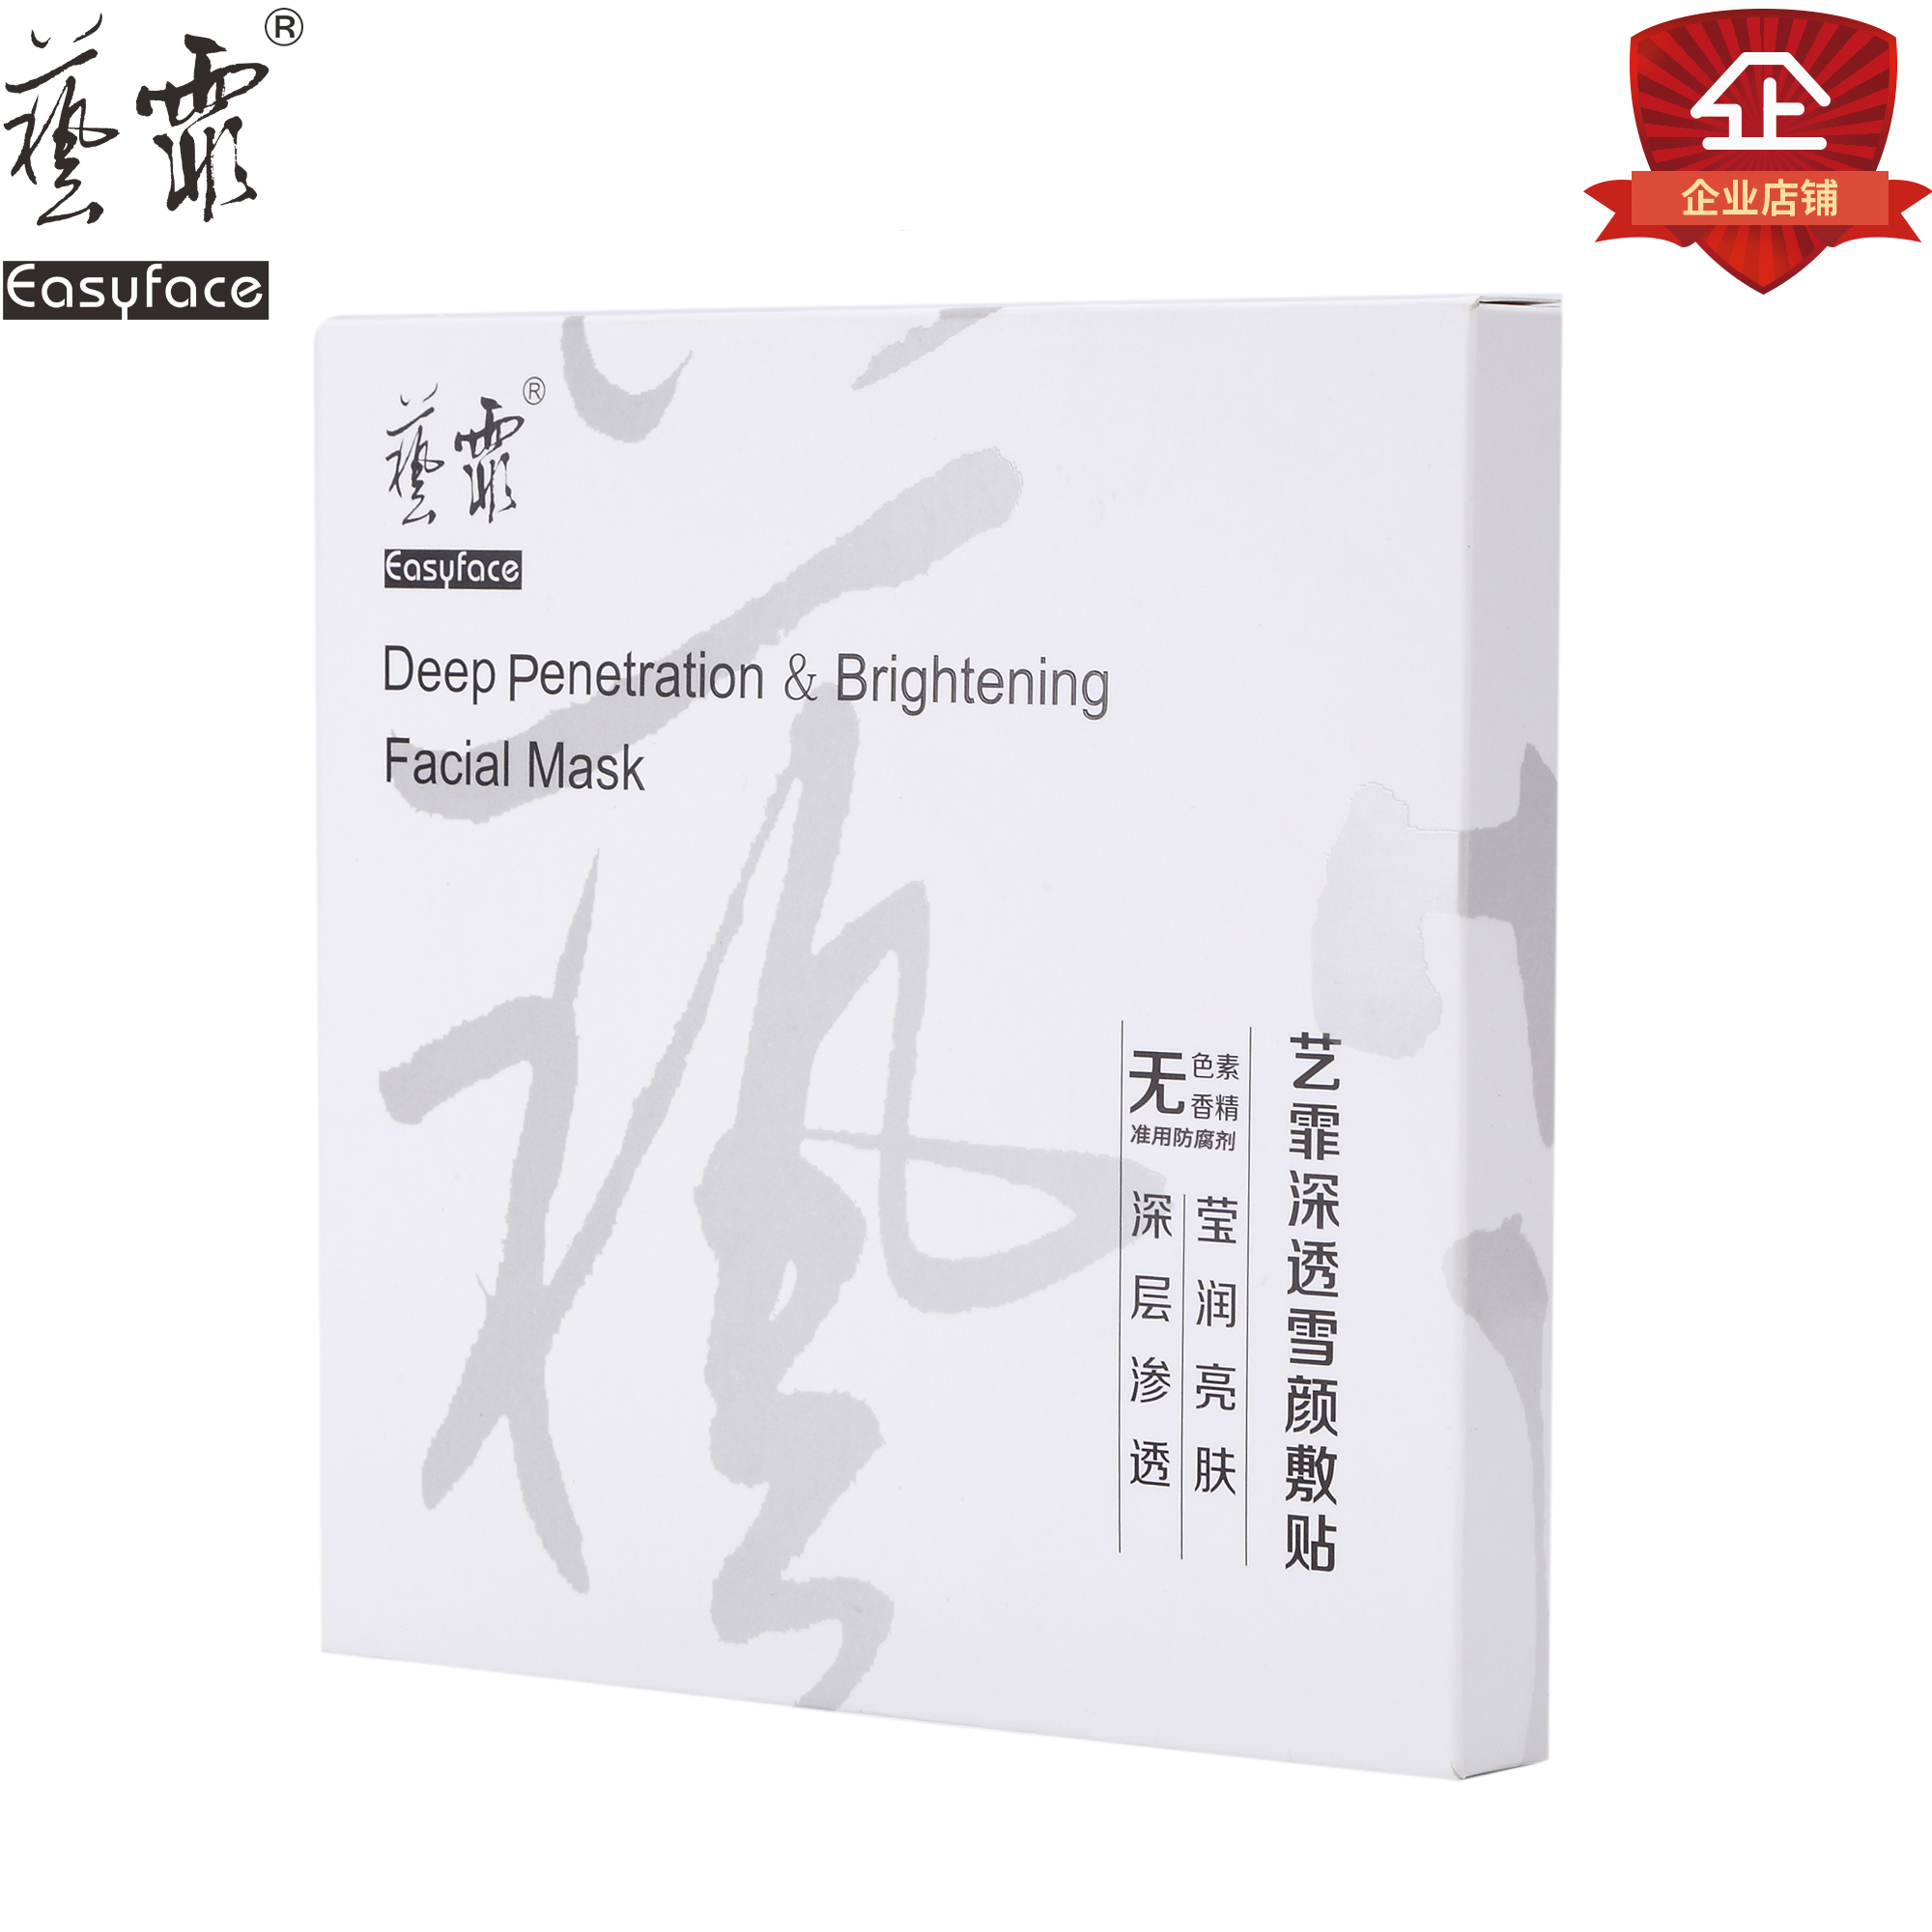 藝霏®
Easyface
企
企业店铺
藝霏®
Easyface
Deep Penetration & Brightening
Facial Mask
艺霏深透雪颜敷贴
无色素香精
准用防腐剂
莹润亮肤
深层渗透